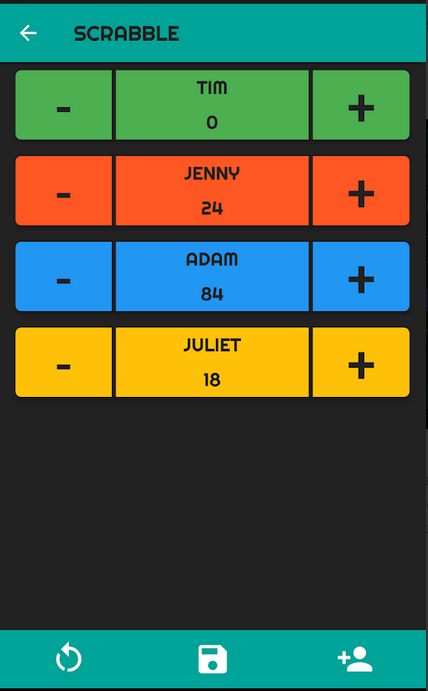 SCRABBLE
TIM
- 0 +
JENNY
- 24 +
ADAM
- 84 +
JULIET
- 18 +